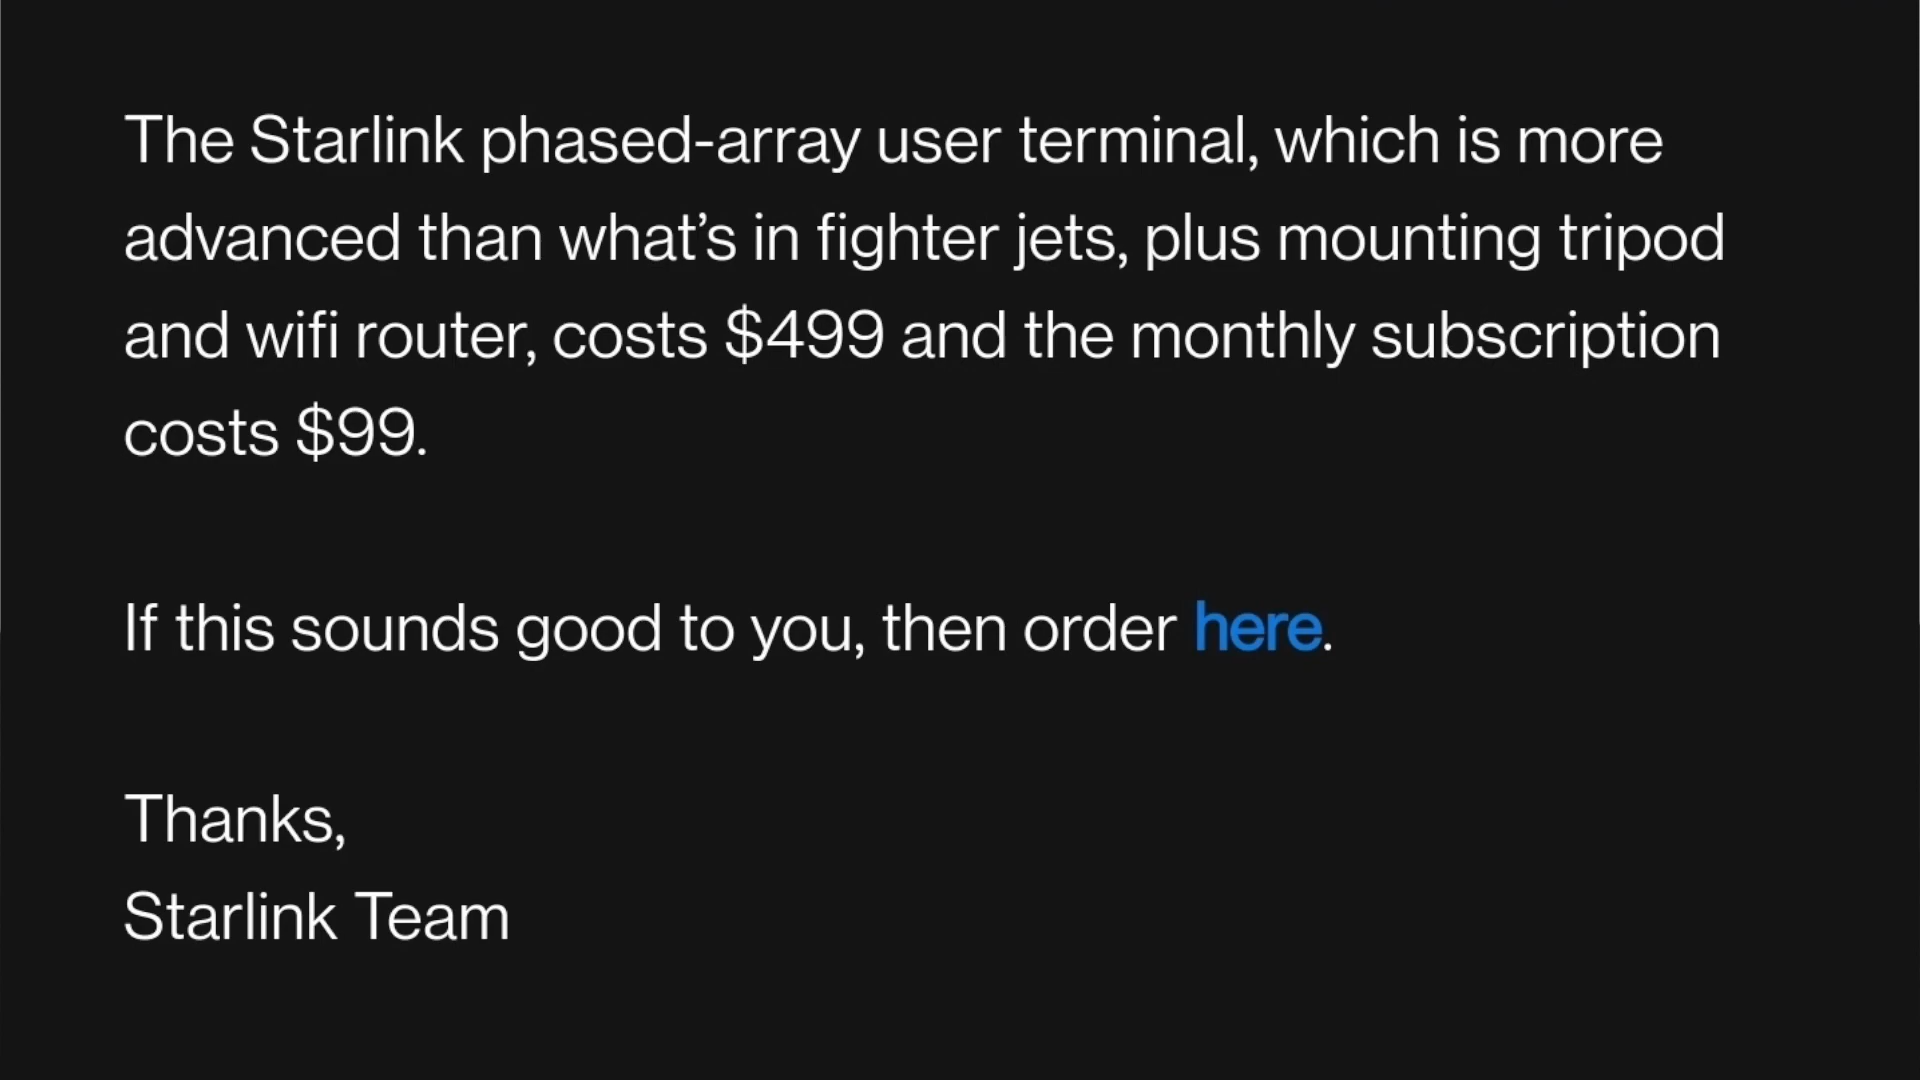 The Starlink phased-array user terminal, which is more
advanced than what’s in fighter jets, plus mounting tripod
and wifi router, costs $499 and the monthly subscription
costs $99.
If this sounds good to you, then order here.
Thanks,
Starlink Team